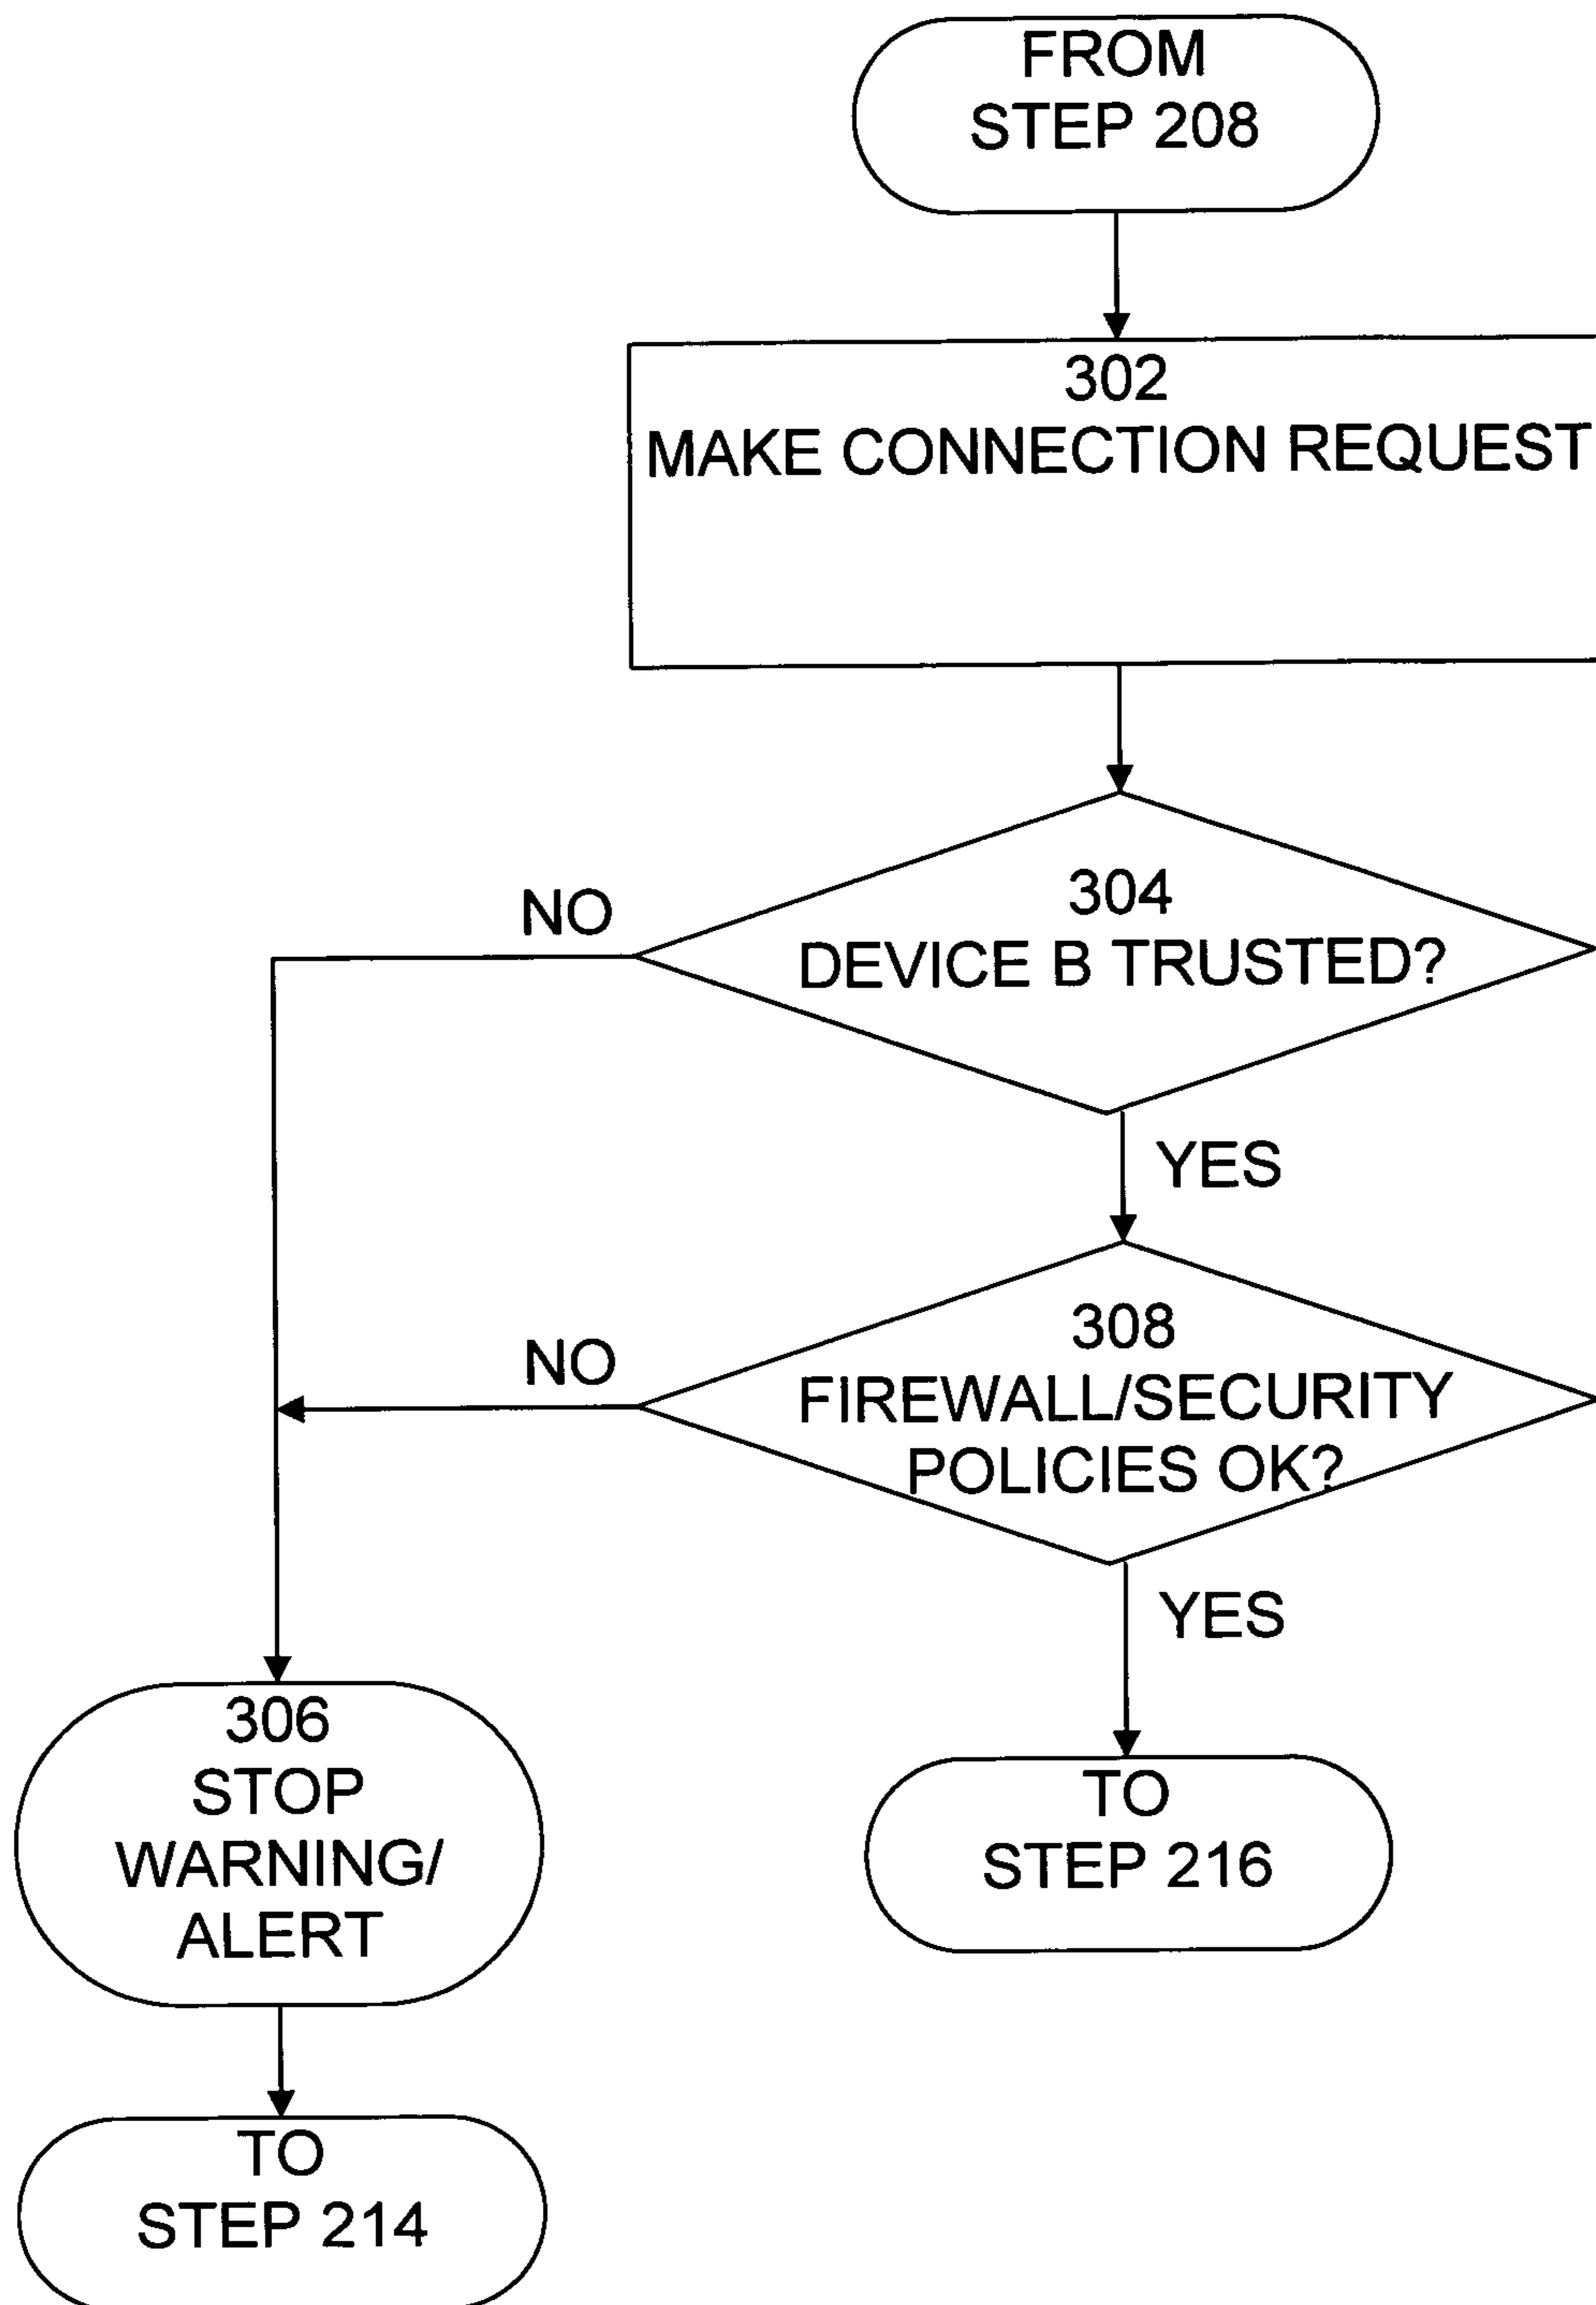 FROM
STEP 208
302
MAKE CONNECTION REQUEST
304
DEVICE B TRUSTED?
NO
YES
308
FIREWALL/SECURITY
POLICIES OK?
NO
YES
306
STOP
WARNING/
ALERT
TO
STEP 216
TO
STEP 214